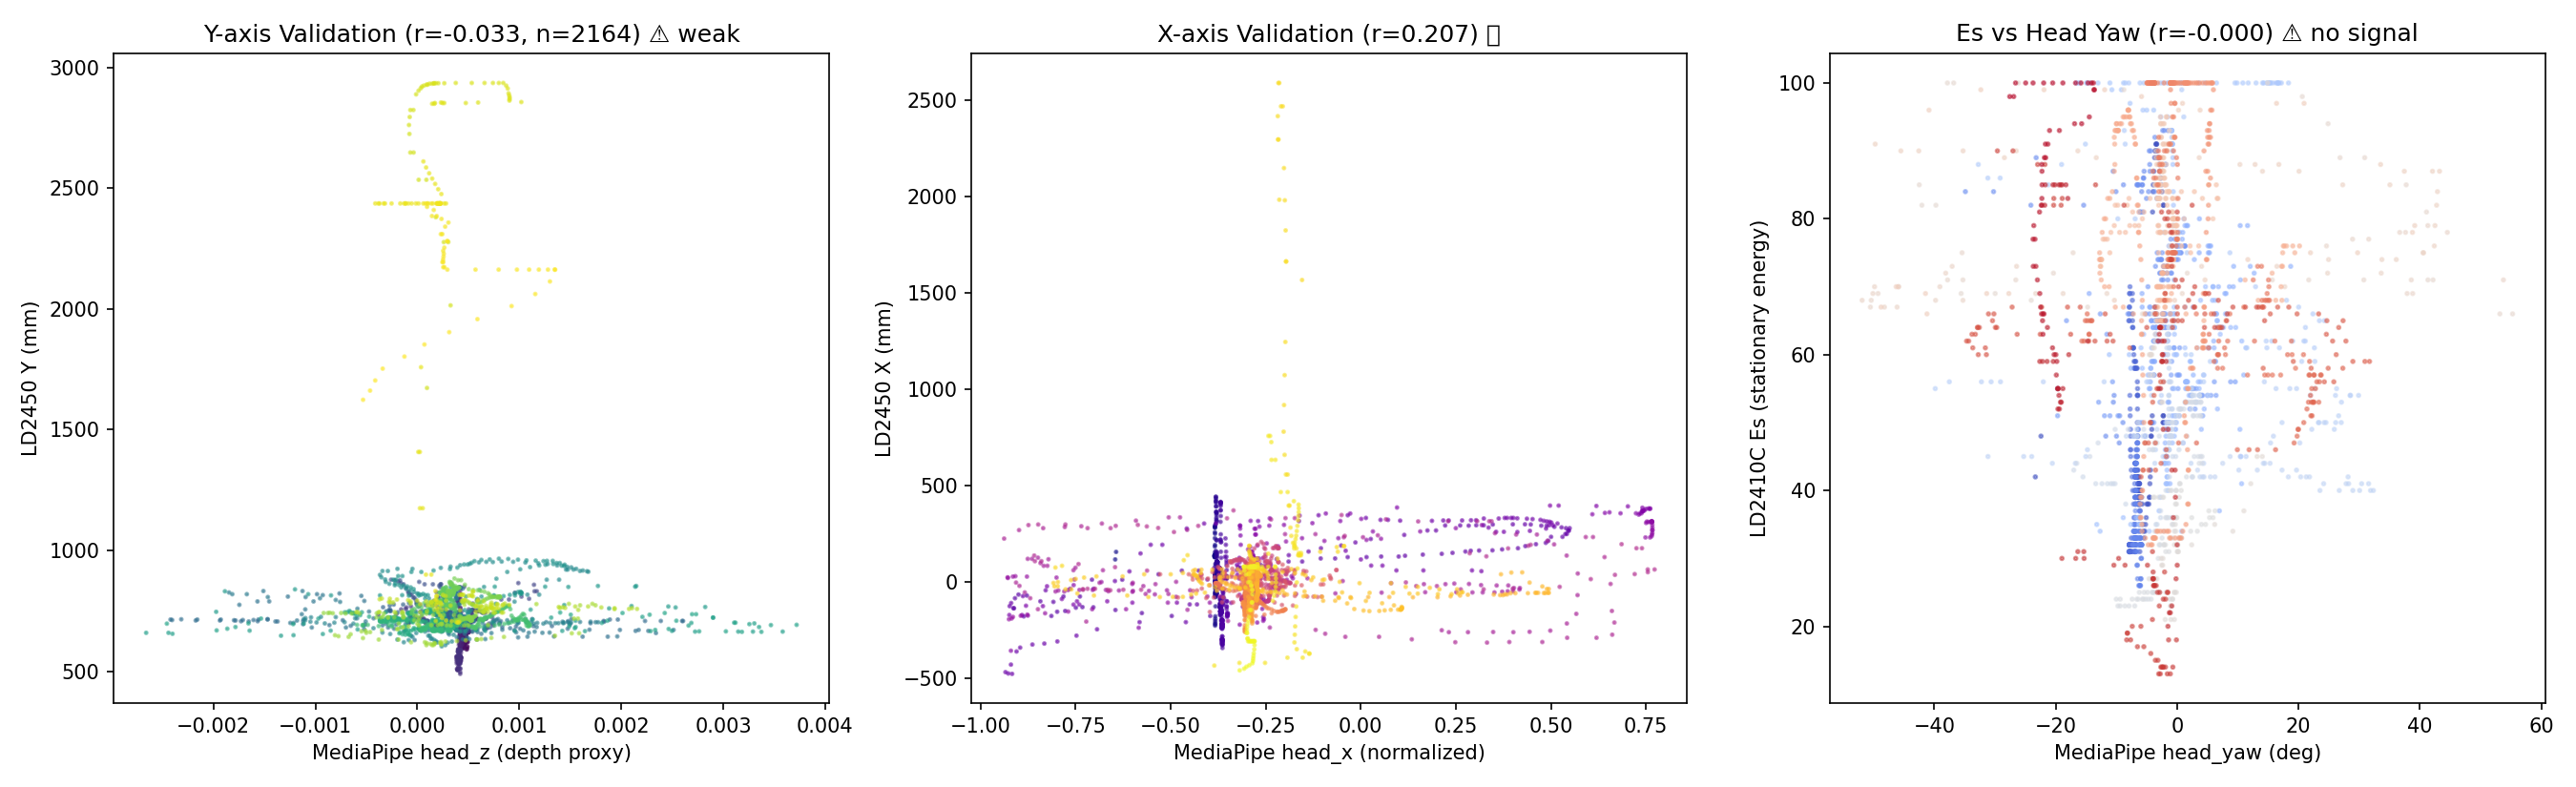 Y-axis Validation (r=-0.033, n=2164) ⚠ weak
3000
2500
2000
1500
1000
500
LD2450 Y (mm)
−0.002 −0.001 0.000 0.001 0.002 0.003 0.004
MediaPipe head_z (depth proxy)
X-axis Validation (r=0.207) ▯
2500
2000
1500
1000
500
0
−500
LD2450 X (mm)
−1.00 −0.75 −0.50 −0.25 0.00 0.25 0.50 0.75
MediaPipe head_x (normalized)
Es vs Head Yaw (r=-0.000) ⚠ no signal
100
80
60
40
20
LD2410C Es (stationary energy)
−40 −20 0 20 40 60
MediaPipe head_yaw (deg)